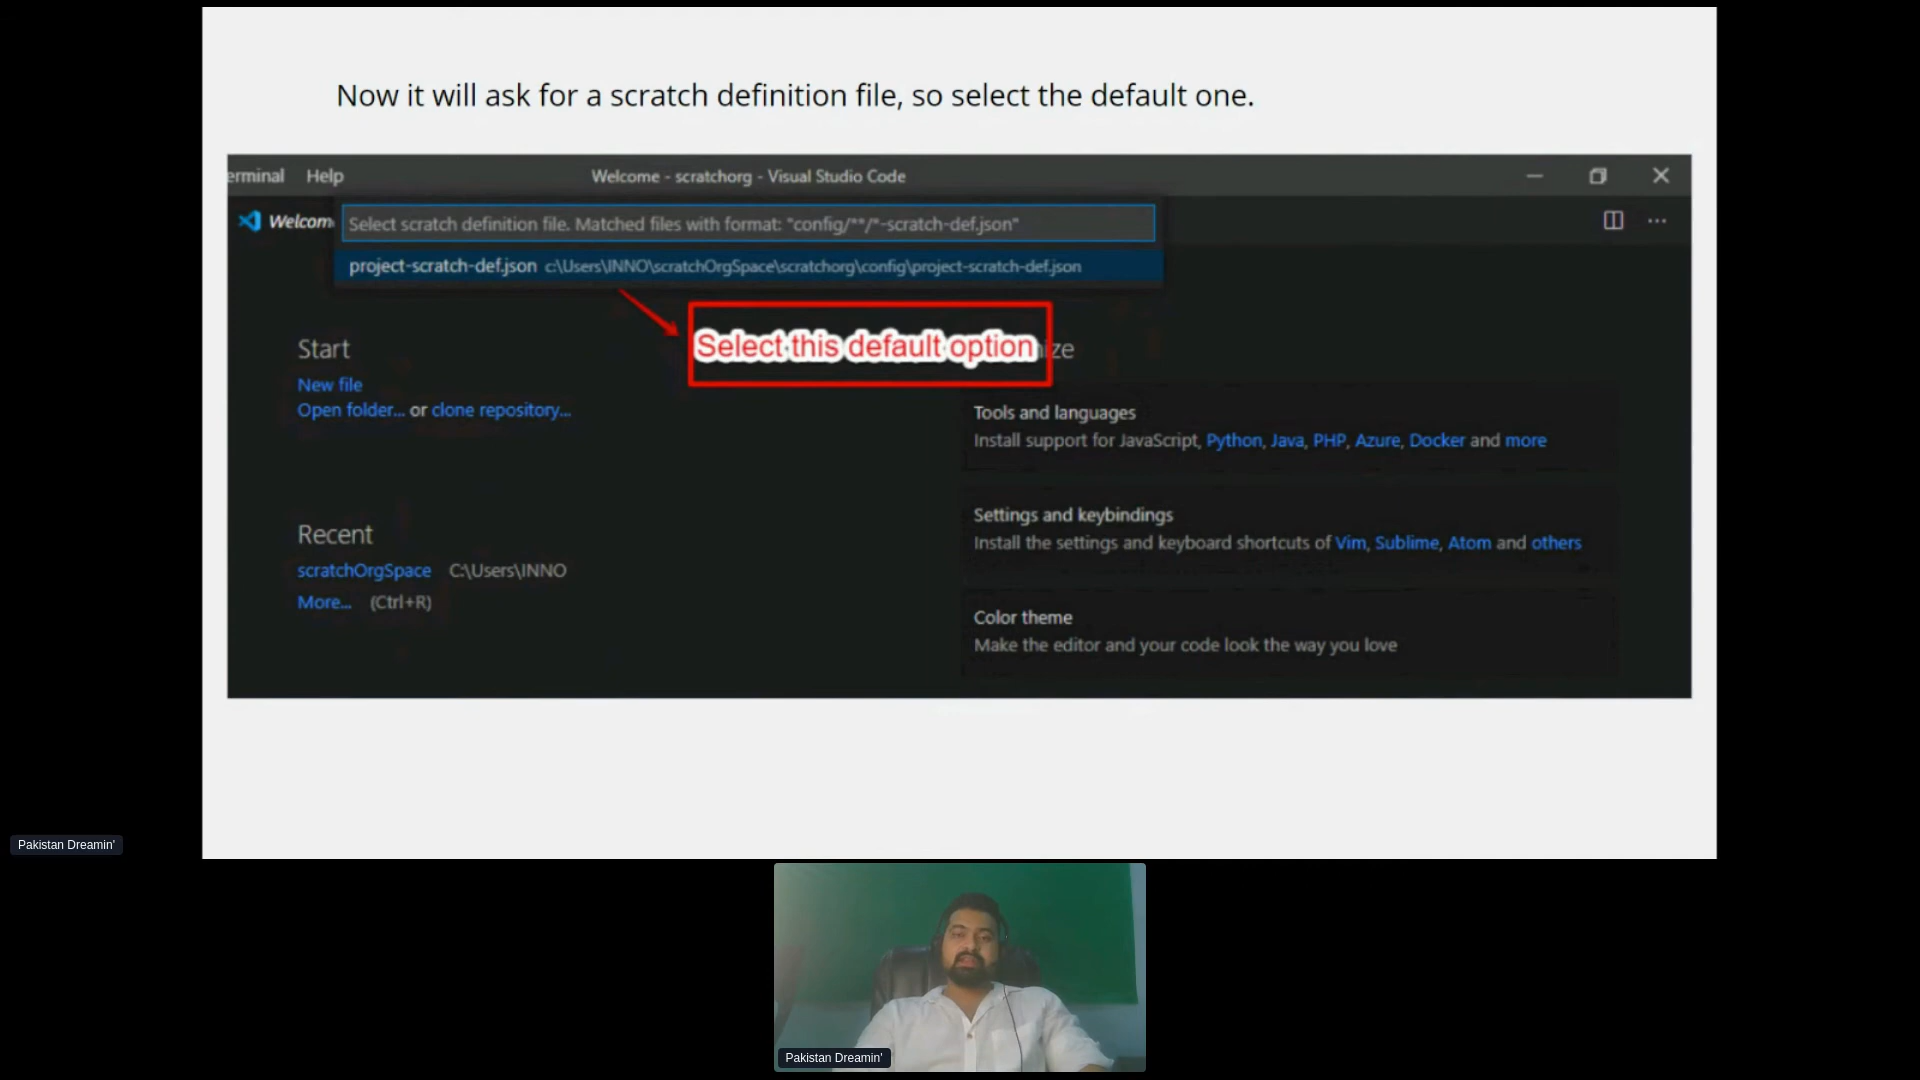 Now it will ask for a scratch definition file, so select the default one.
erminal Help Welcome - scratchorg - Visual Studio Code
Welcom
Select scratch definition file. Matched files with format: "config/**/*-scratch-def.json"
project-scratch-def.json c:\Users\INNO\scratchOrgSpace\scratchorg\config\project-scratch-def.json
Select this default option
ize
Start
New file
Open folder... or clone repository...
Tools and languages
Install support for JavaScript, Python, Java, PHP, Azure, Docker and more
Settings and keybindings
Install the settings and keyboard shortcuts of Vim, Sublime, Atom and others
Recent
scratchOrgSpace C:\Users\INNO
More... (Ctrl+R)
Color theme
Make the editor and your code look the way you love
Pakistan Dreamin'
Pakistan Dreamin'